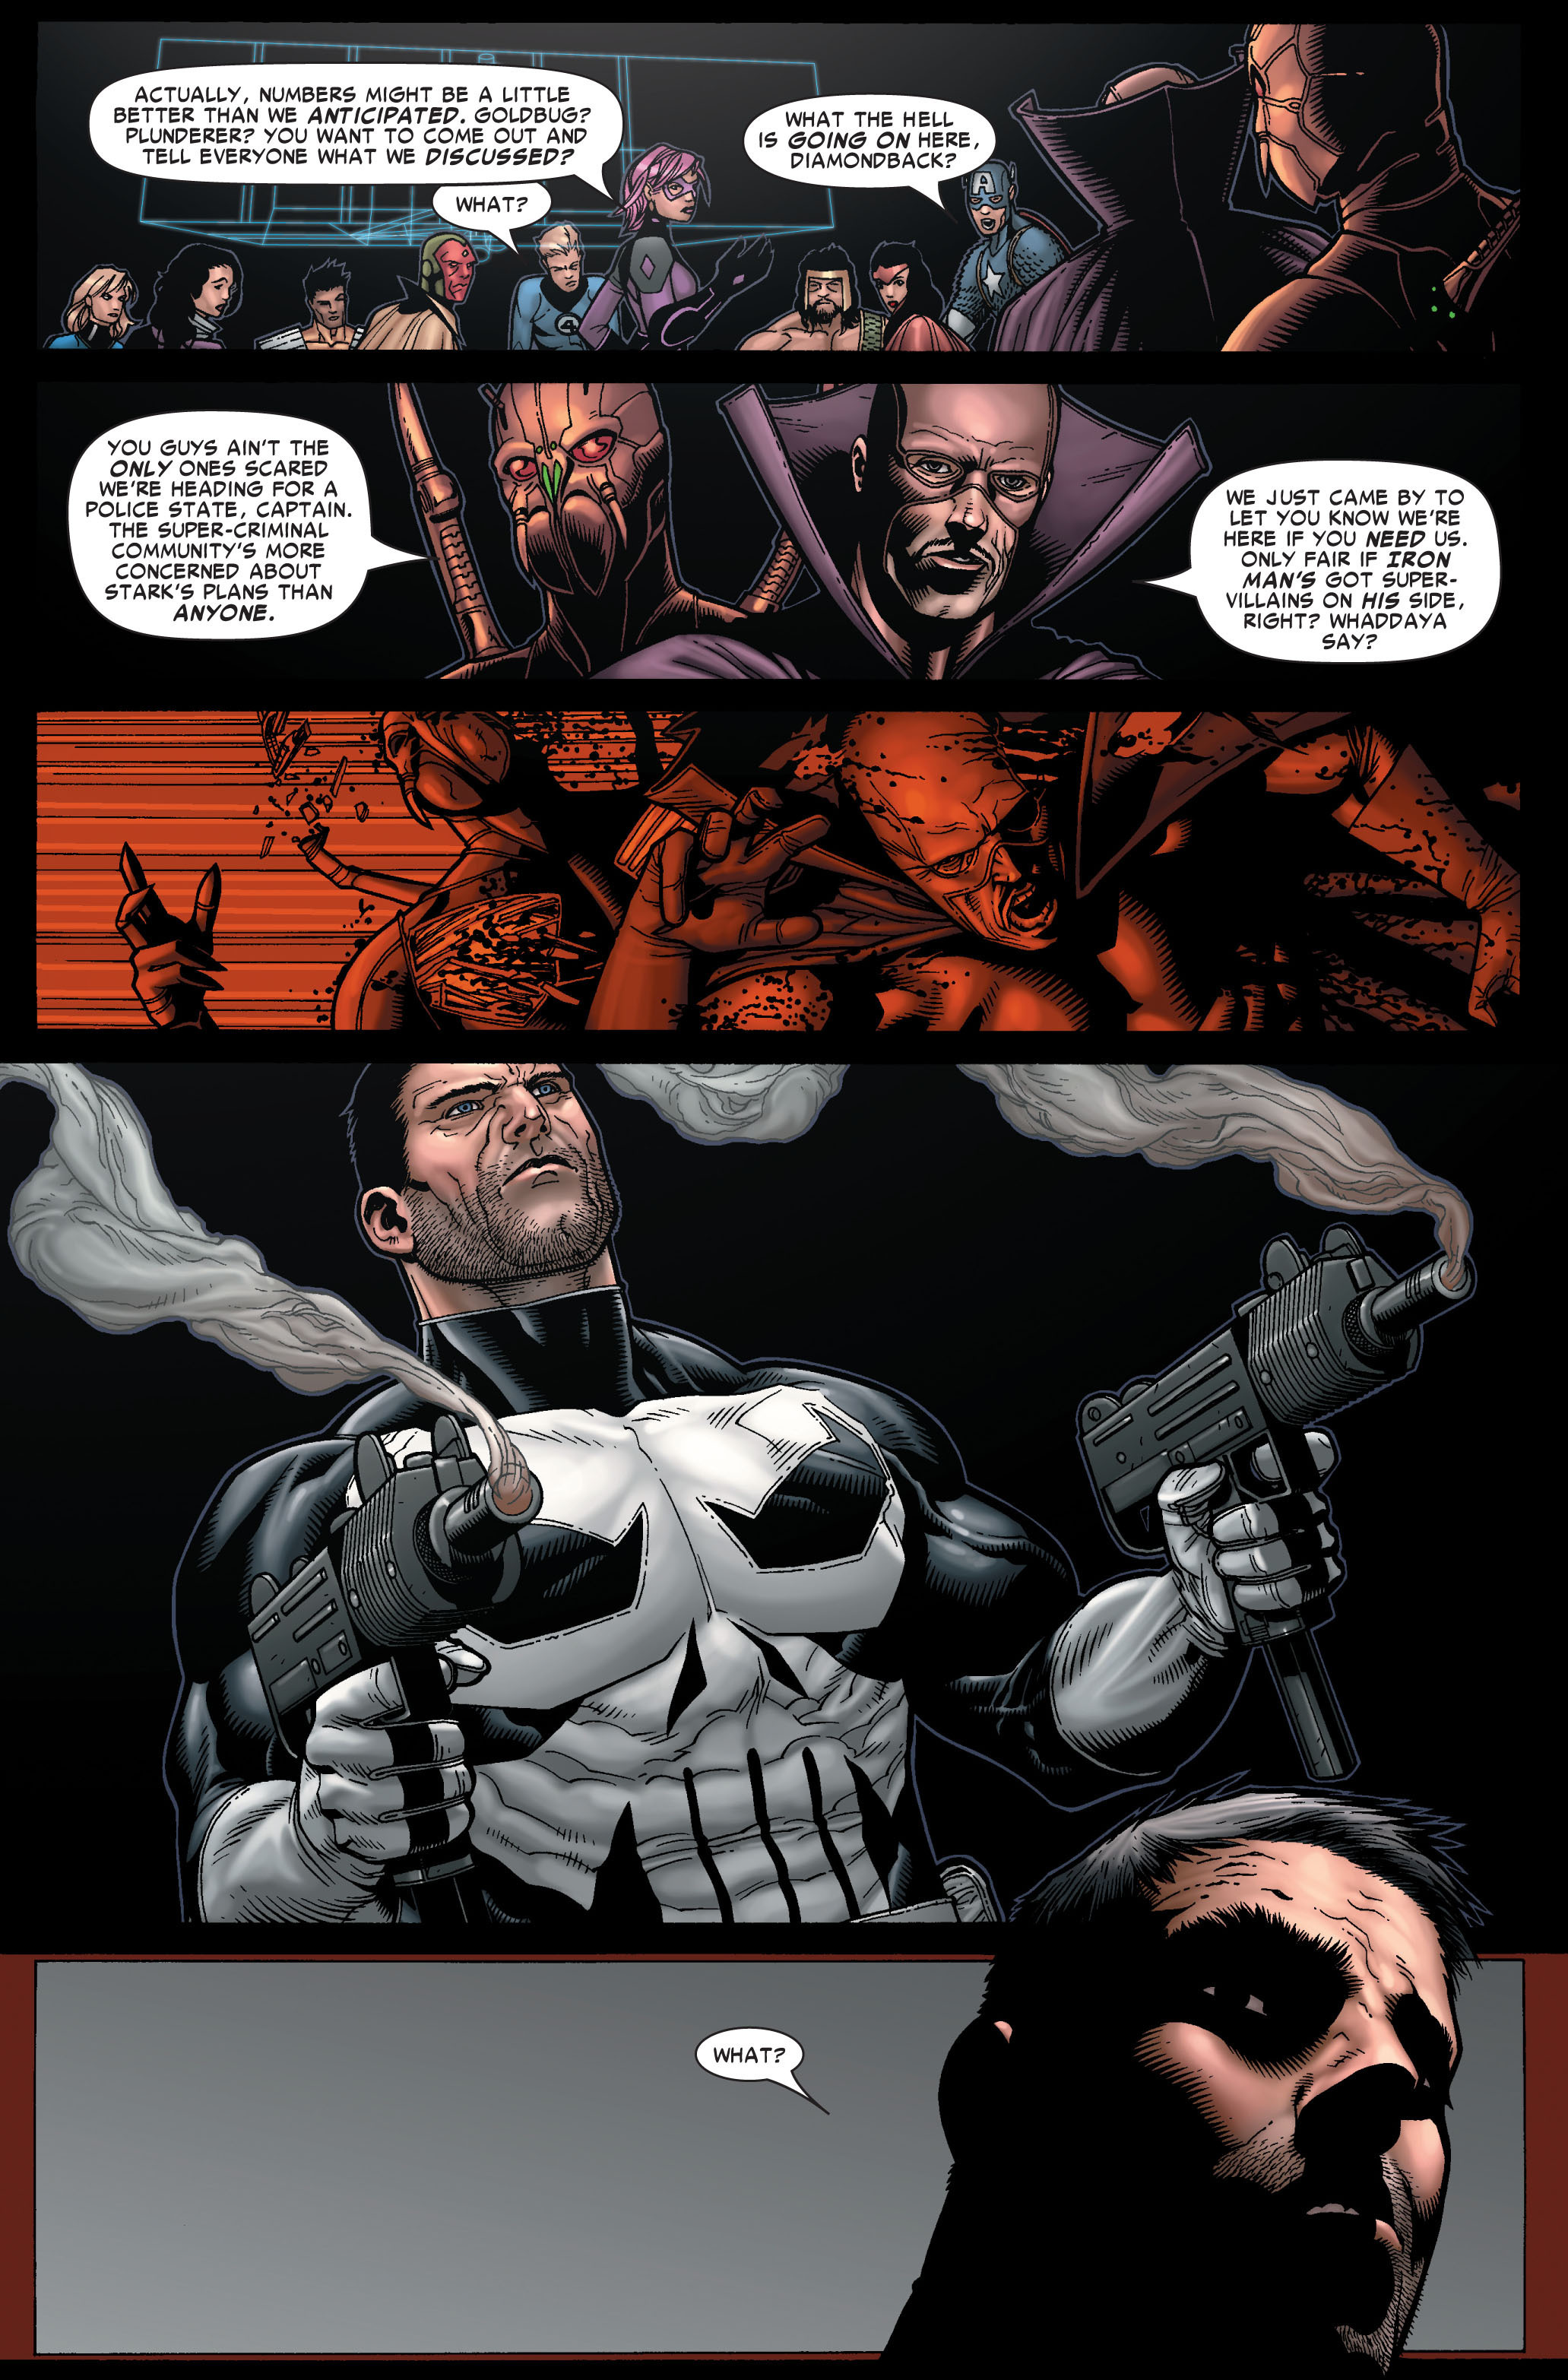 ACTUALLY, NUMBERS MIGHT BE A LITTLE
BETTER THAN WE ANTICIPATED. GOLDBUG?
PLUNDERER? YOU WANT TO COME OUT AND
TELL EVERYONE WHAT WE DISCUSSED?
WHAT?
WHAT THE HELL
IS GOING ON HERE,
DIAMONDBACK?
A
4
YOU GUYS AIN'T THE
ONLY ONES SCARED
WE'RE HEADING FOR A
POLICE STATE, CAPTAIN.
THE SUPER-CRIMINAL
COMMUNITY'S MORE
CONCERNED ABOUT
STARK'S PLANS THAN
ANYONE.
WE JUST CAME BY TO
LET YOU KNOW WE'RE
HERE IF YOU NEED US.
ONLY FAIR IF IRON
MAN'S GOT SUPER-
VILLAINS ON HIS SIDE,
RIGHT? WHADDAYA
SAY?
WHAT?